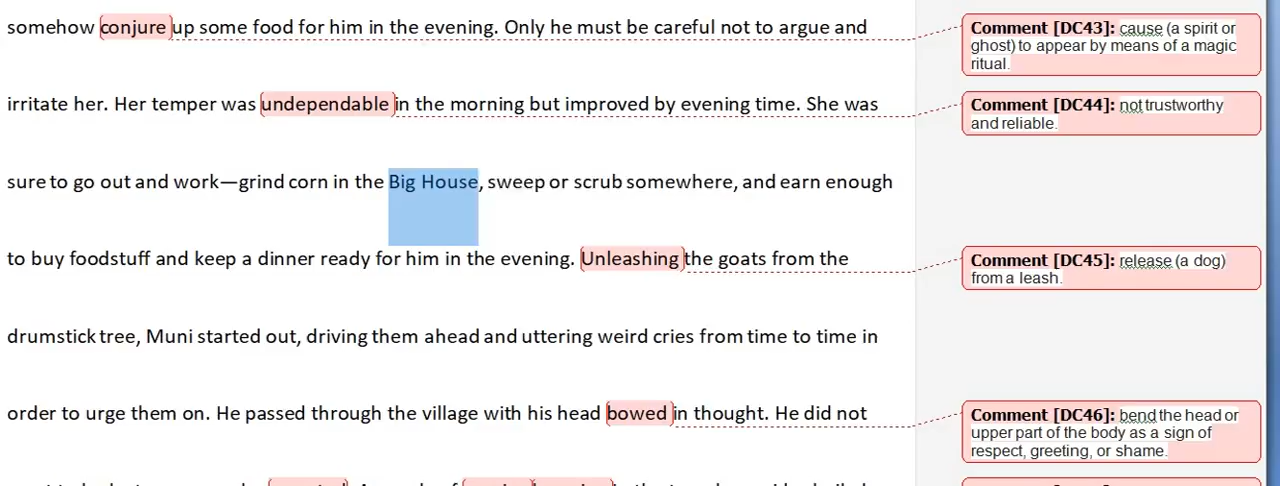 somehow conjure up some food for him in the evening. Only he must be careful not to argue and
Comment [DC43]: cause (a spirit or
ghost) to appear by means of a magic
ritual.
irritate her. Her temper was undependable in the morning but improved by evening time. She was
Comment [DC44]: not trustworthy
and reliable.
sure to go out and work—grind corn in the Big House, sweep or scrub somewhere, and earn enough
to buy foodstuff and keep a dinner ready for him in the evening. Unleashing the goats from the
Comment [DC45]: release (a dog)
from a leash.
drumstick tree, Muni started out, driving them ahead and uttering weird cries from time to time in
order to urge them on. He passed through the village with his head bowed in thought. He did not
Comment [DC46]: bend the head or
upper part of the body as a sign of
respect, greeting, or shame.